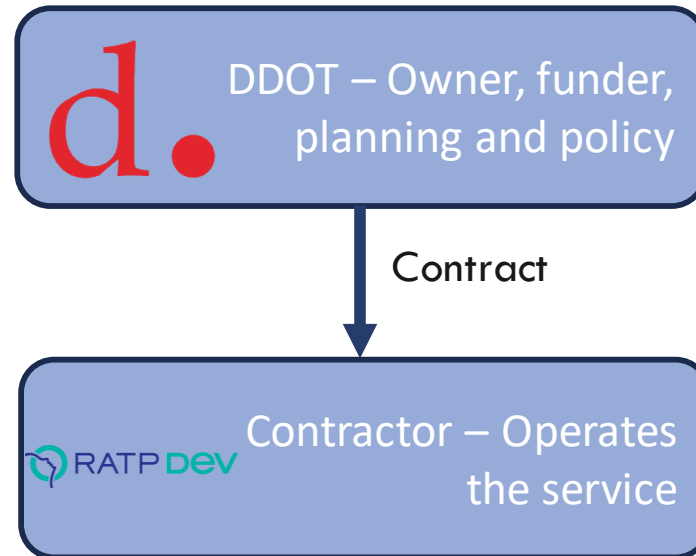 d.
DDOT – Owner, funder,
planning and policy
Contract
RATP DEV
Contractor – Operates
the service